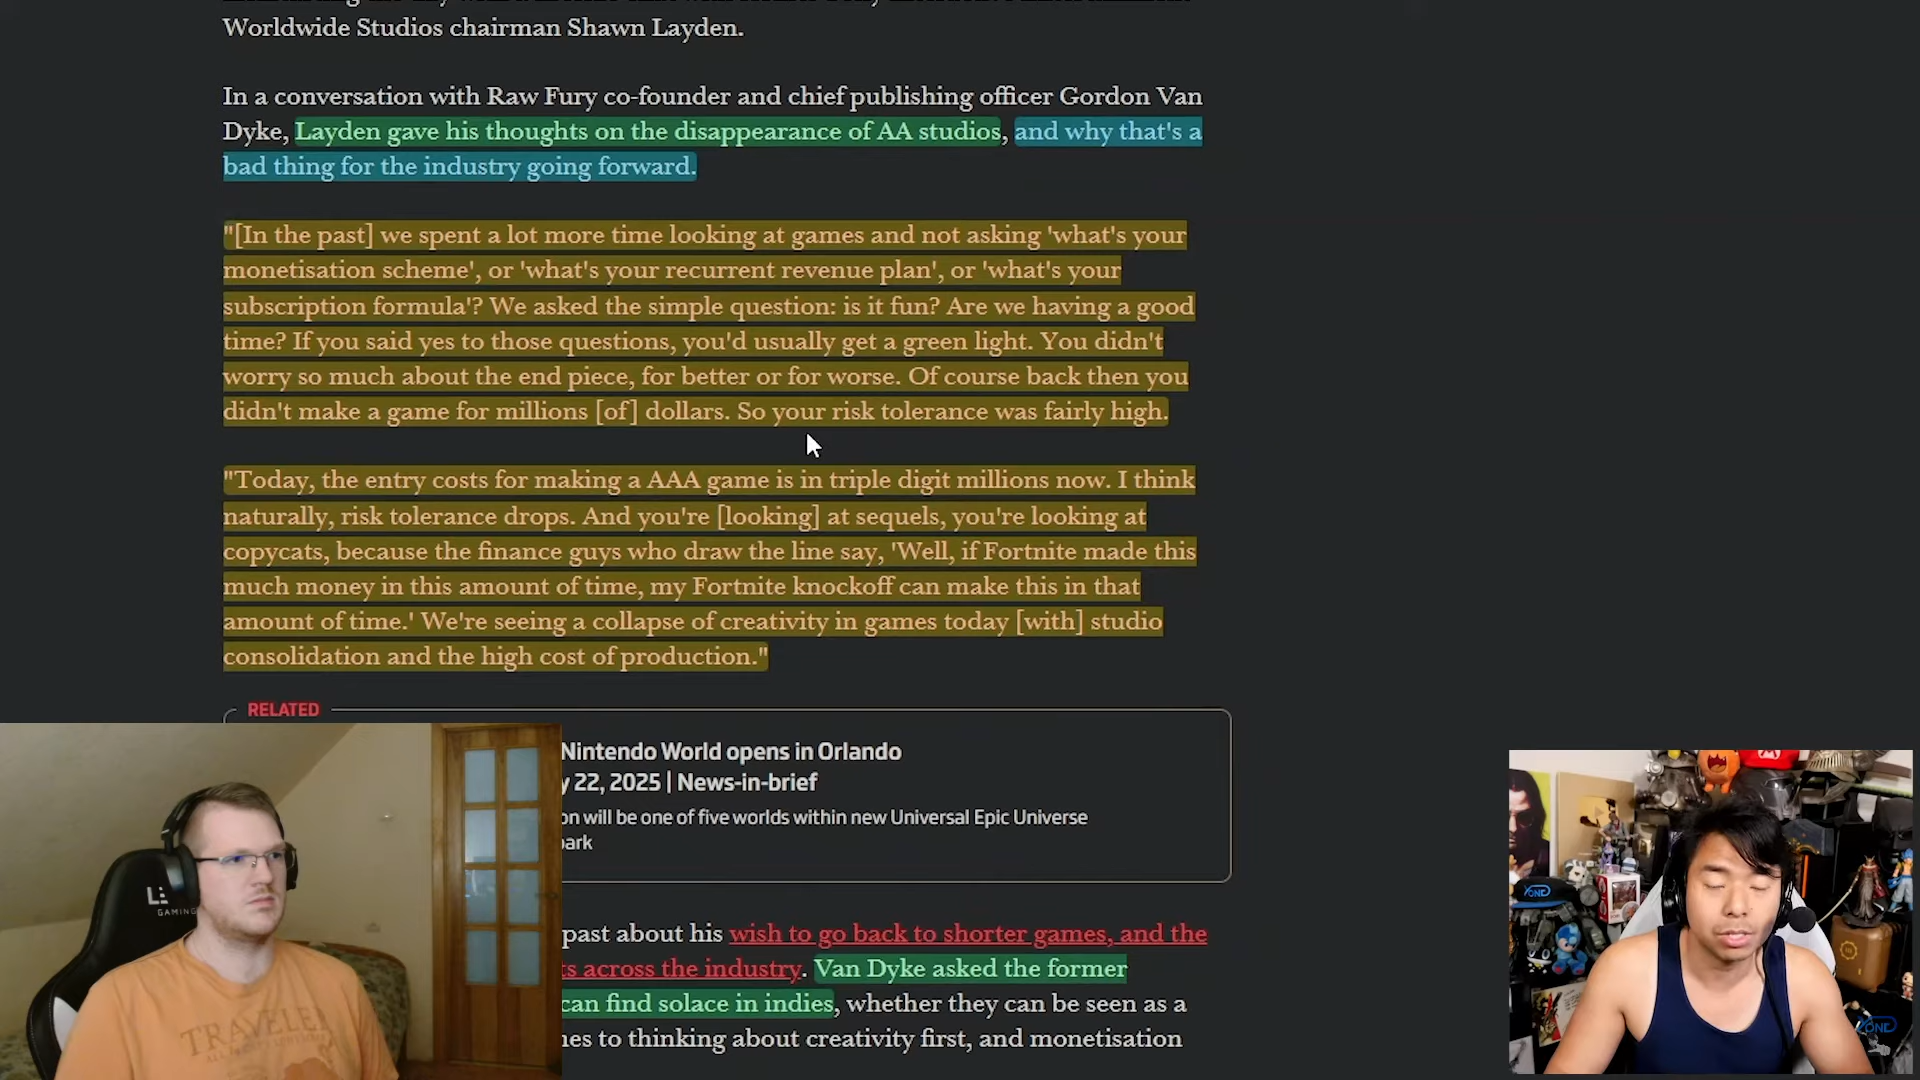 Worldwide Studios chairman Shawn Layden.
In a conversation with Raw Fury co-founder and chief publishing officer Gordon Van
Dyke, Layden gave his thoughts on the disappearance of AA studios, and why that's a
bad thing for the industry going forward.
"[In the past] we spent a lot more time looking at games and not asking 'what's your
monetisation scheme', or 'what's your recurrent revenue plan', or 'what's your
subscription formula'? We asked the simple question: is it fun? Are we having a good
time? If you said yes to those questions, you'd usually get a green light. You didn't
worry so much about the end piece, for better or for worse. Of course back then you
didn't make a game for millions [of] dollars. So your risk tolerance was fairly high.
"Today, the entry costs for making a AAA game is in triple digit millions now. I think
naturally, risk tolerance drops. And you're [looking] at sequels, you're looking at
copycats, because the finance guys who draw the line say, 'Well, if Fortnite made this
much money in this amount of time, my Fortnite knockoff can make this in that
amount of time.' We're seeing a collapse of creativity in games today [with] studio
consolidation and the high cost of production."
RELATED
Nintendo World opens in Orlando
y 22, 2025 | News-in-brief
on will be one of five worlds within new Universal Epic Universe
park
past about his wish to go back to shorter games, and the
ts across the industry. Van Dyke asked the former
can find solace in indies, whether they can be seen as a
nes to thinking about creativity first, and monetisation
GAMING
TRAVELER
YONE